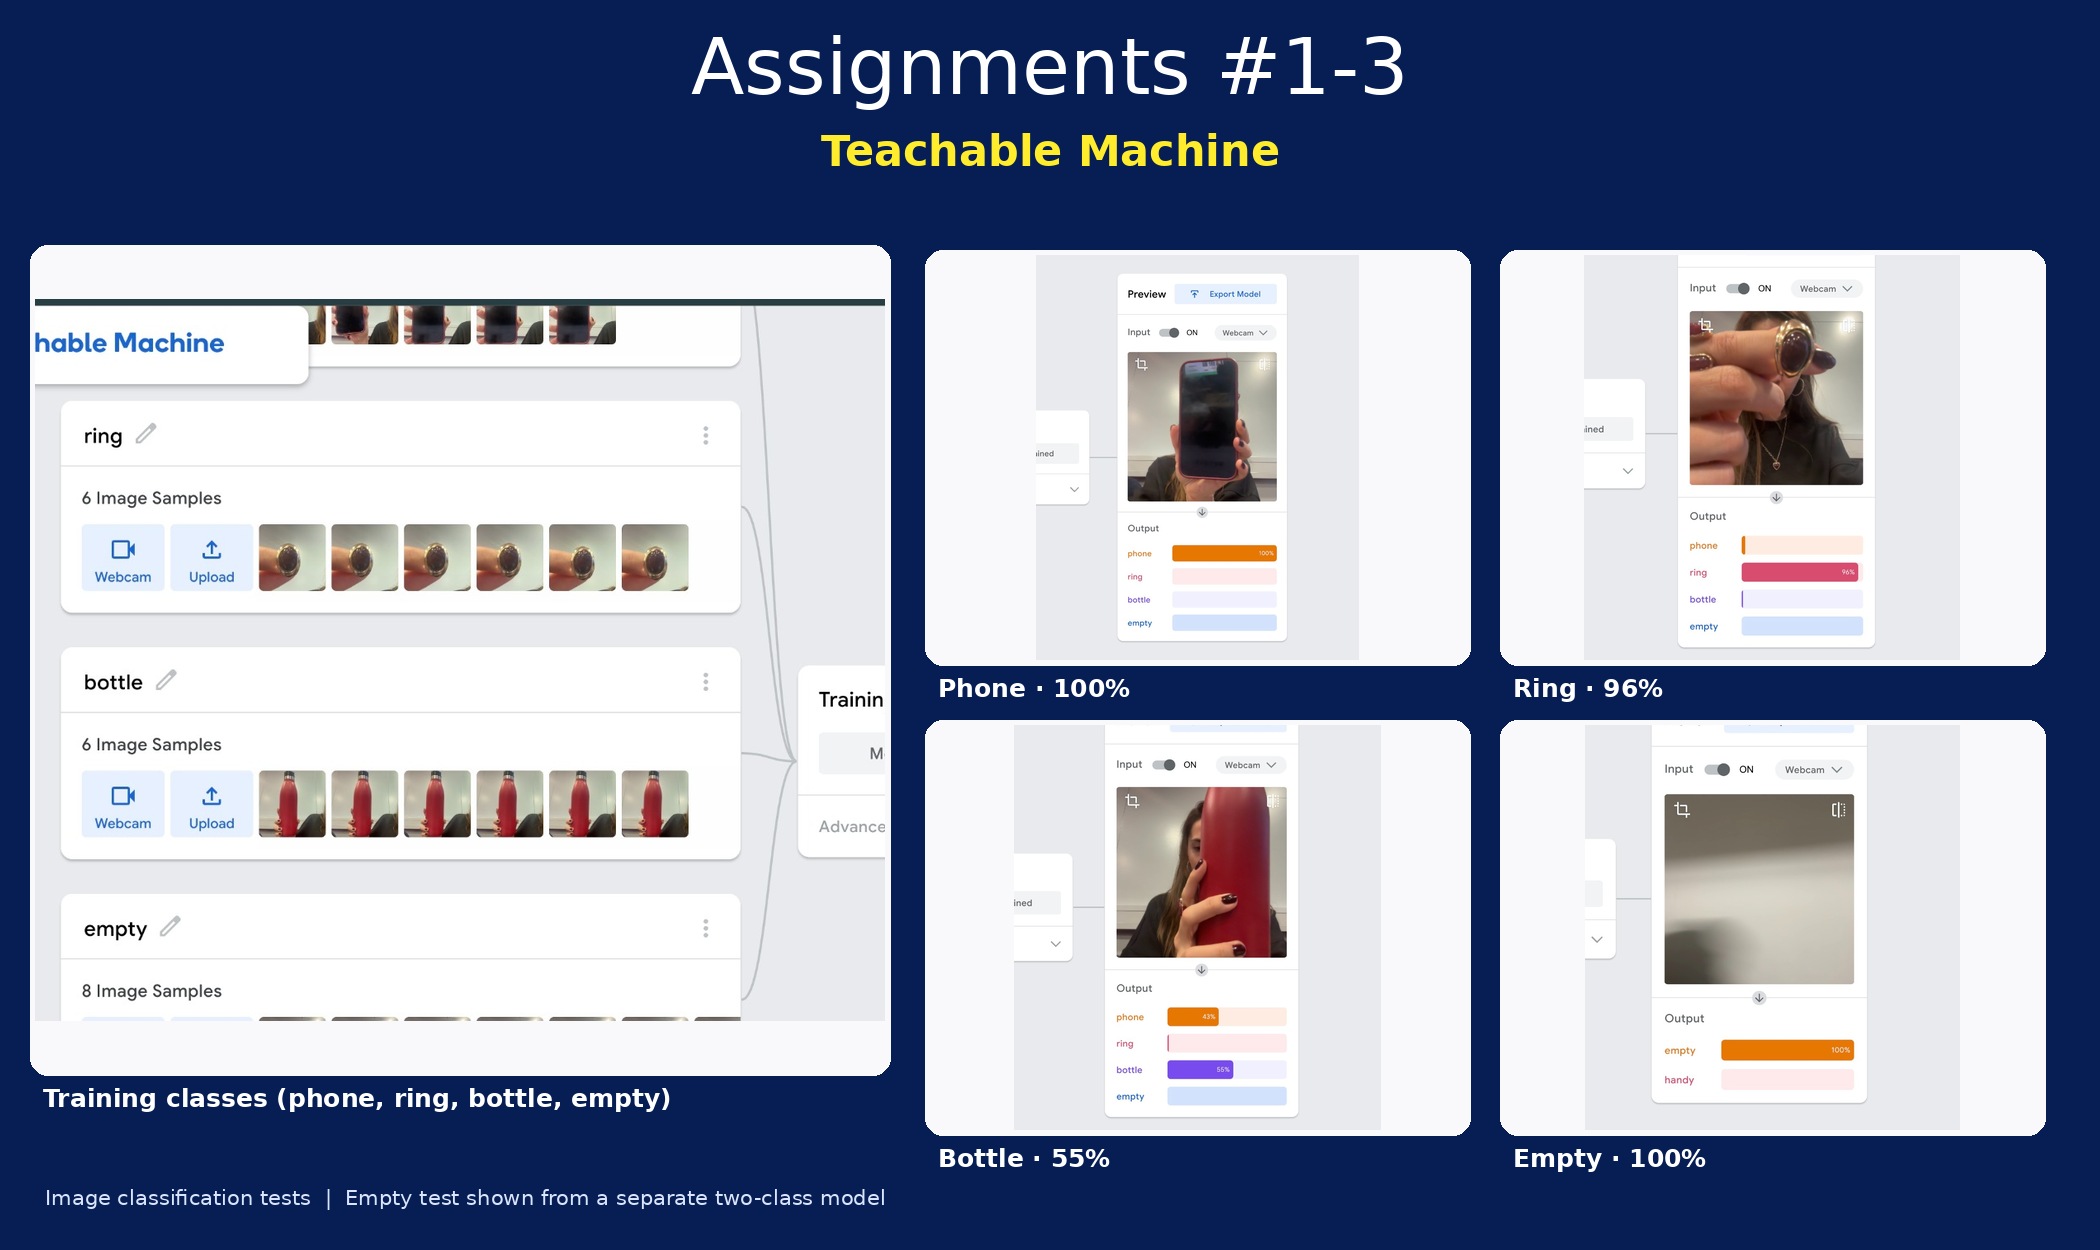 Assignments #1-3
Teachable Machine
hable Machine
ring
6 Image Samples
Webcam
Upload
bottle
6 Image Samples
Webcam
Upload
empty
8 Image Samples
Trainin
M
Advance
Training classes (phone, ring, bottle, empty)
Preview
Export Model
Input ON Webcam
ained
Output
phone 100%
ring
bottle
empty
Phone · 100%
Input ON Webcam
ined
Output
phone
ring 96%
bottle
empty
Ring · 96%
Input ON Webcam
ined
Output
phone 43%
ring
bottle 55%
empty
Bottle · 55%
Input ON Webcam
Output
empty 100%
handy
Empty · 100%
Image classification tests | Empty test shown from a separate two-class model